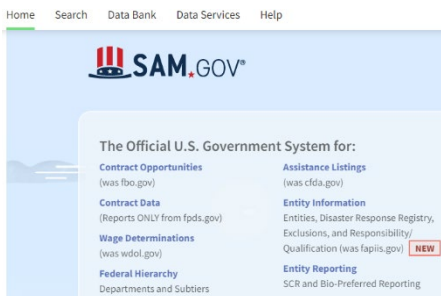 Home Search Data Bank Data Services Help
SAM.GOV®
The Official U.S. Government System for:
Contract Opportunities
(was fbo.gov)
Contract Data
(Reports ONLY from fpds.gov)
Wage Determinations
(was wdol.gov)
Federal Hierarchy
Departments and Subtiers
Assistance Listings
(was cfda.gov)
Entity Information
Entities, Disaster Response Registry,
Exclusions, and Responsibility/
Qualification (was fapiis.gov) NEW
Entity Reporting
SCR and Bio-Preferred Reporting